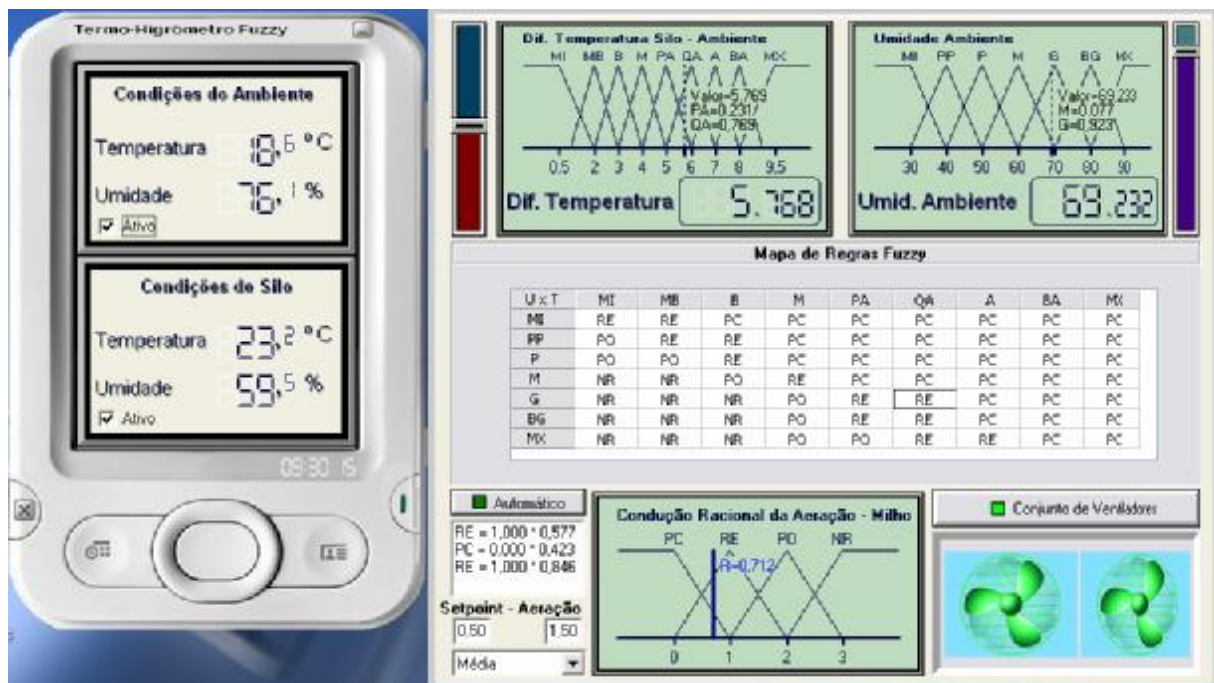 Termo-Higrômetro Fuzzy
Condições do Ambiente
Temperatura 18,6 °C
Umidade 76,1 %
Ativo
Condições do Silo
Temperatura 23,2 °C
Umidade 59,5 %
Ativo
09:30 15
Dif. Temperatura Silo - Ambiente
MI MB B M PA QA A BA MX
Valor=5,769
PA=0,231
QA=0,769
0.5 2 3 4 5 6 7 8 9.5
Dif. Temperatura 5.768
Umidade Ambiente
MI PP P M G BG MX
Valor=69,233
M=0,077
G=0,923
30 40 50 60 70 80 90
Umid. Ambiente 69.232
Mapa de Regras Fuzzy
U x T MI MB B M PA QA A BA MX
MI RE RE PC PC PC PC PC PC PC
PP PO RE RE PC PC PC PC PC PC
P PO PO RE PC PC PC PC PC PC
M NR NR PO RE PC PC PC PC PC
G NR NR NR PO RE RE PC PC PC
BG NR NR NR PO RE RE PC PC PC
MX NR NR NR PO PO RE RE PC PC
Automático
RE = 1,000 * 0,577
PC = 0,000 * 0,423
RE = 1,000 * 0,846
Setpoint - Aeração
0,50 1,50
Média
Condução Racional da Aeração - Milho
PC RE PO NR
R=0,712
0 1 2 3
Conjunto de Ventiladores